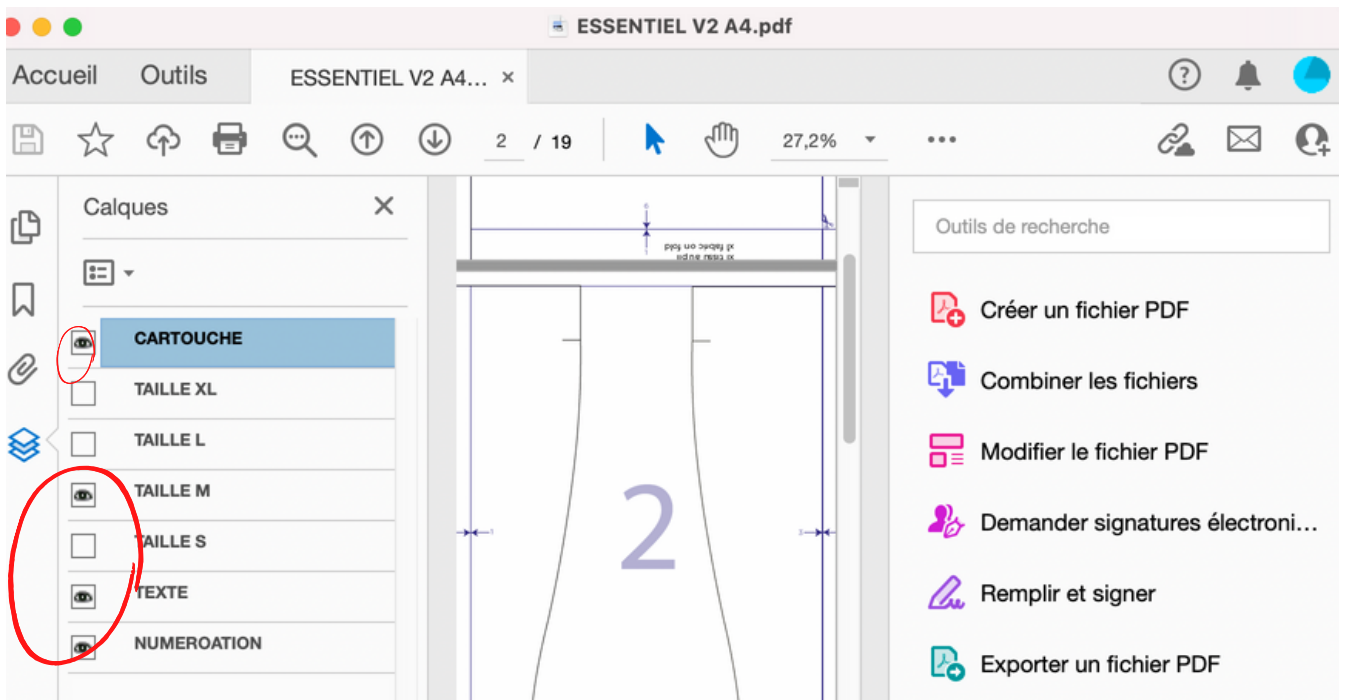 ESSENTIEL V2 A4.pdf
Accueil Outils ESSENTIEL V2 A4... ×
2 / 19 27,2%
Calques
Outils de recherche
CARTOUCHE
TAILLE XL
TAILLE L
TAILLE M
TAILLE S
TEXTE
NUMEROATION
2
Créer un fichier PDF
Combiner les fichiers
Modifier le fichier PDF
Demander signatures électroni...
Remplir et signer
Exporter un fichier PDF